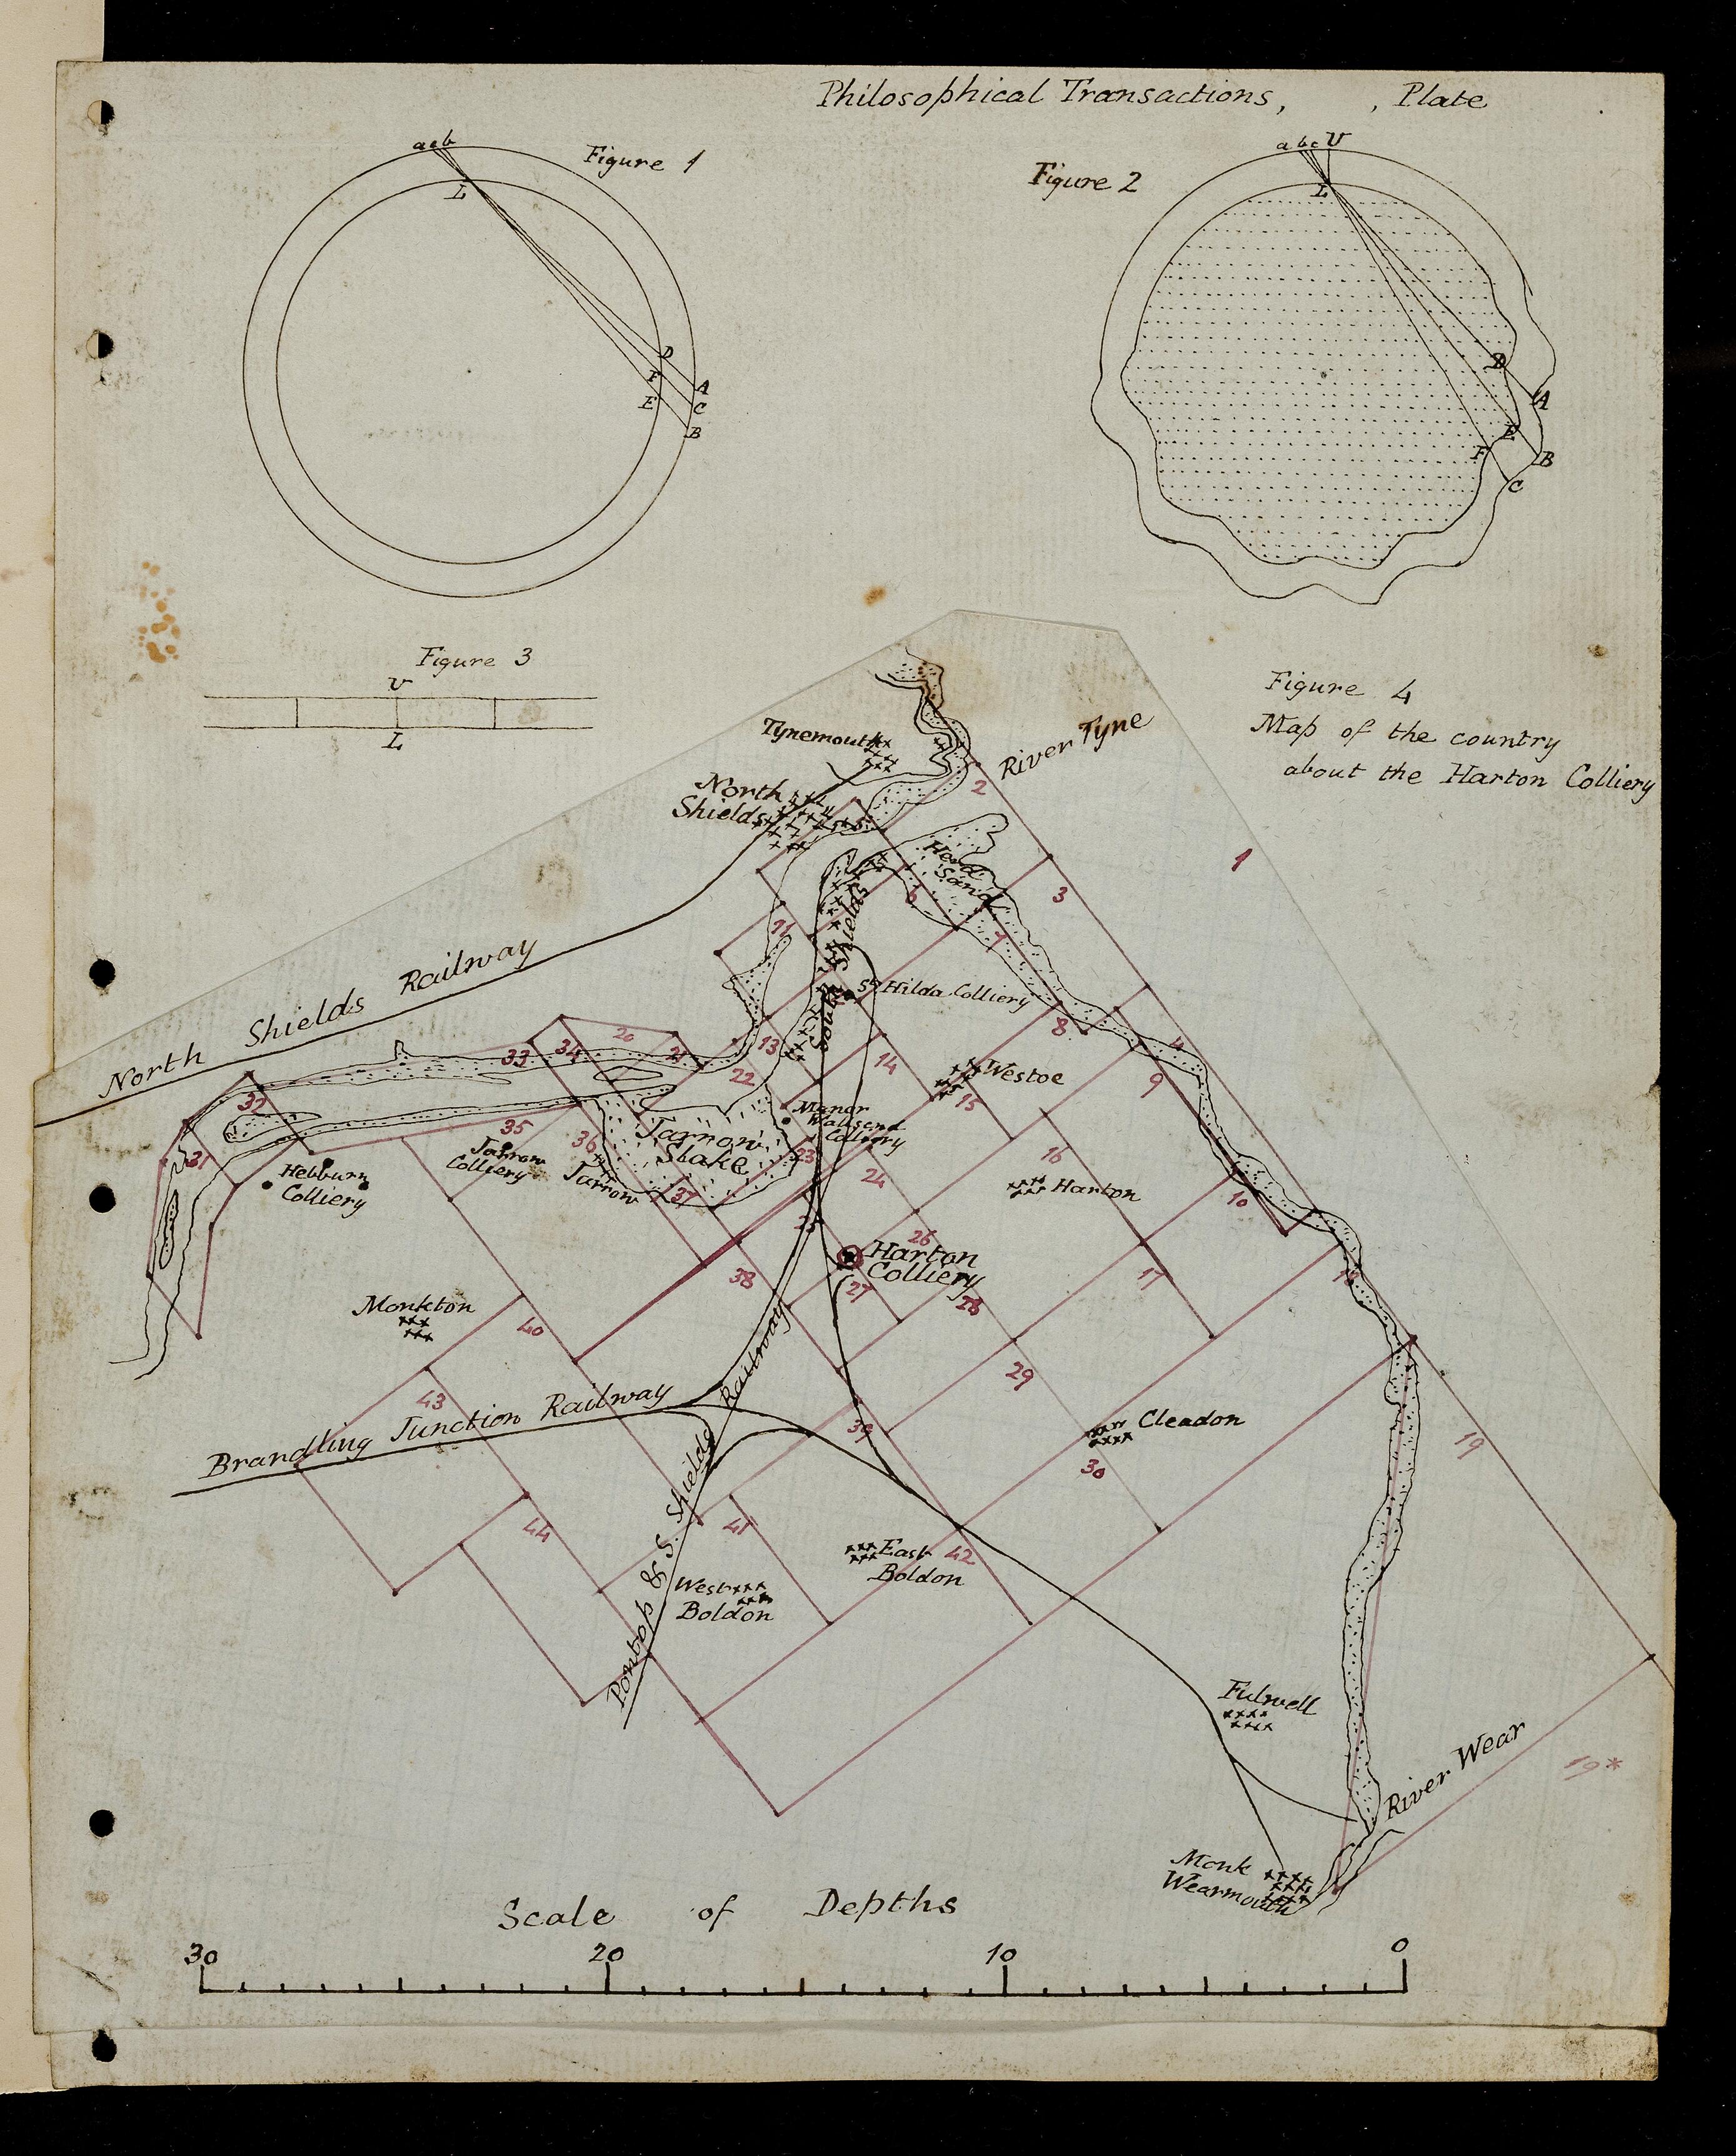 Philosophical Transactions, , Plate
Figure 1
a c b
L
D
F
E
A
C
B
Figure 2
a b c U
L
D
A
E
B
F
C
Figure 3
U
L
Figure 4
Map of the country
about the Harton Colliery
Tynemouth
River Tyne
North
Shields
2
1
Herd
Sand
3
6
7
11
South Shields
North Shields Railway
St Hilda Colliery
8
4
9
20
33
34
21
13
14
22
Westoe
15
32
Manor
Wallsend
Colliery
35
Jarrow
Colliery
36
Jarrow
Slake
Jarrow
37
23
24
16
Harton
31
Hebburn
Colliery
10
25
26
Harton
Colliery
27
28
38
17
18
Monkton
40
29
43
Brandling Junction Railway
39
Cleadon
30
19
44
41
Pontop & S. Shields Railway
East
Boldon
42
West
Boldon
Fulwell
River Wear
19*
Monk
Wearmouth
Scale of Depths
30 20 10 0